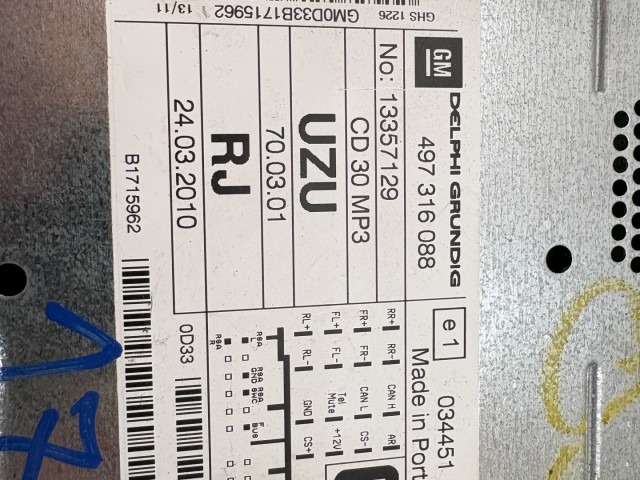 GM
DELPHI GRUNDIG
497 316 088
No: 13357129
CD 30 MP3
UZU
70.03.01
RJ
24.03.2010
B1715962
e 1
034451
Made in Port
RR+ RR- CAN H AR
FR+ FR- CAN L CS-
FL+ FL- Tel Mute +12V
RL+ RL- GND CS+
0D33
GHS 1226
GM0D33B1715962
13/11
17